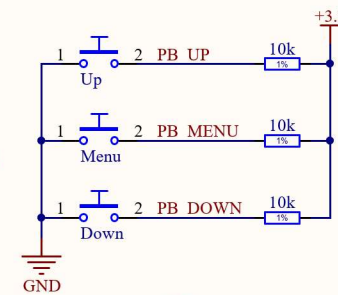 +3.
1 2 PB UP 10k
1%
Up
1 2 PB MENU 10k
1%
Menu
1 2 PB DOWN 10k
1%
Down
GND